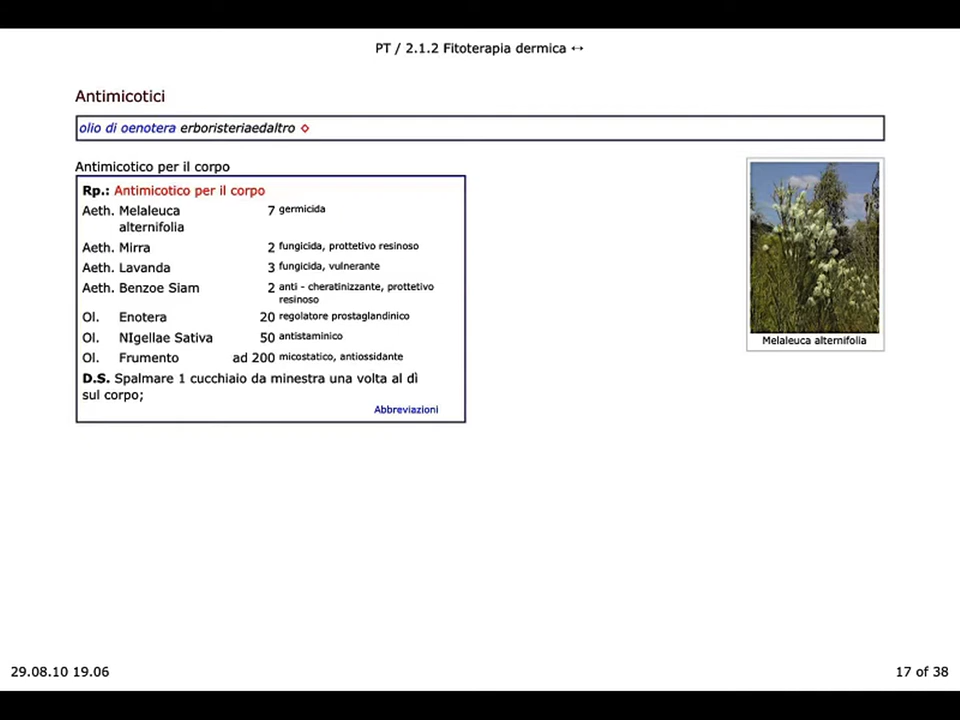 PT / 2.1.2 Fitoterapia dermica ↔
Antimicotici
olio di oenotera erboristeriaedaltro ◇
Antimicotico per il corpo
Rp.: Antimicotico per il corpo
Aeth. Melaleuca 7 germicida
alternifolia
Aeth. Mirra 2 fungicida, prottetivo resinoso
Aeth. Lavanda 3 fungicida, vulnerante
Aeth. Benzoe Siam 2 anti - cheratinizzante, prottetivo
resinoso
Ol. Enotera 20 regolatore prostaglandinico
Ol. NIgellae Sativa 50 antistaminico
Ol. Frumento ad 200 micostatico, antiossidante
D.S. Spalmare 1 cucchiaio da minestra una volta al dì
sul corpo;
Abbreviazioni
Melaleuca alternifolia
29.08.10 19.06
17 of 38